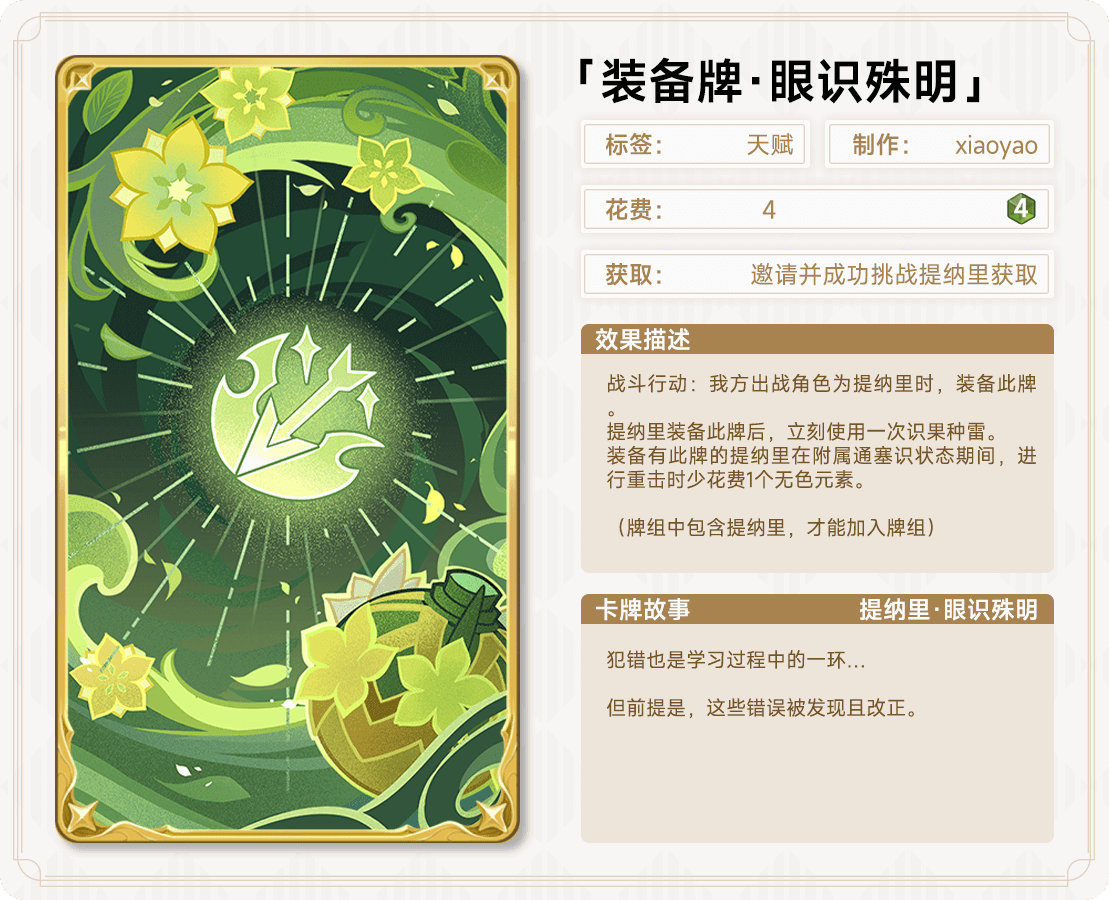 「装备牌·眼识殊明」
标签： 天赋
制作： xiaoyao
花费： 4 4
获取： 邀请并成功挑战提纳里获取
效果描述
战斗行动：我方出战角色为提纳里时，装备此牌
。
提纳里装备此牌后，立刻使用一次识果种雷。
装备有此牌的提纳里在附属通塞识状态期间，进
行重击时少花费1个无色元素。
（牌组中包含提纳里，才能加入牌组）
卡牌故事 提纳里·眼识殊明
犯错也是学习过程中的一环...
但前提是，这些错误被发现且改正。